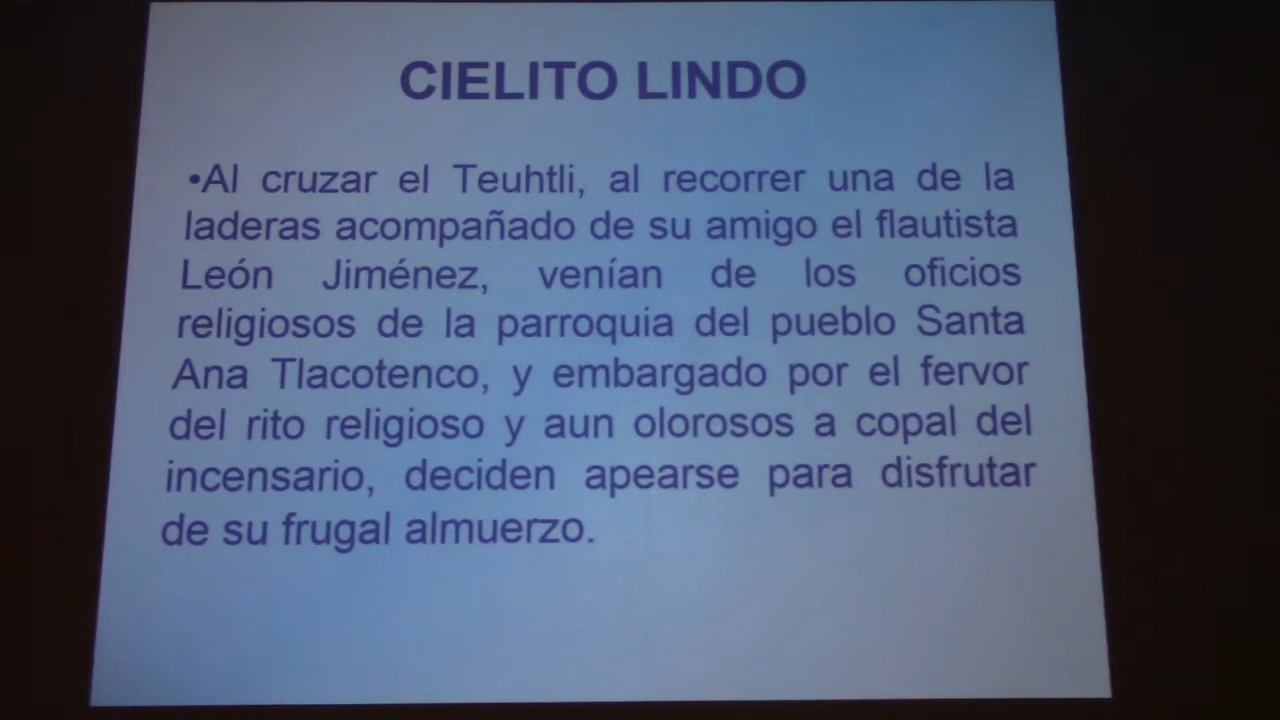 CIELITO LINDO
•Al cruzar el Teuhtli, al recorrer una de la
laderas acompañado de su amigo el flautista
León Jiménez, venían de los oficios
religiosos de la parroquia del pueblo Santa
Ana Tlacotenco, y embargado por el fervor
del rito religioso y aun olorosos a copal del
incensario, deciden apearse para disfrutar
de su frugal almuerzo.